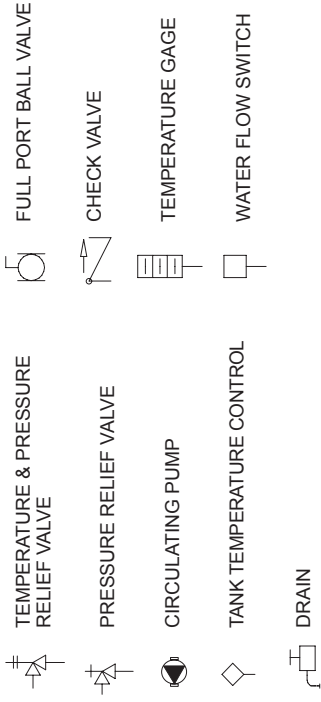 TEMPERATURE & PRESSURE
RELIEF VALVE
PRESSURE RELIEF VALVE
CIRCULATING PUMP
TANK TEMPERATURE CONTROL
DRAIN
FULL PORT BALL VALVE
CHECK VALVE
TEMPERATURE GAGE
WATER FLOW SWITCH